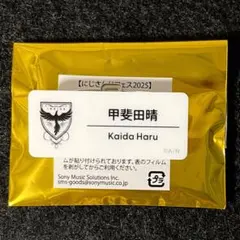 【にじさんじフェス2025】
甲斐田晴
Kaida Haru
ムが貼り付けられております。表のフィルム
を剥がしてからご利用ください。
Sony Music Solutions Inc.
sms-goods@sonymusic.co.jp